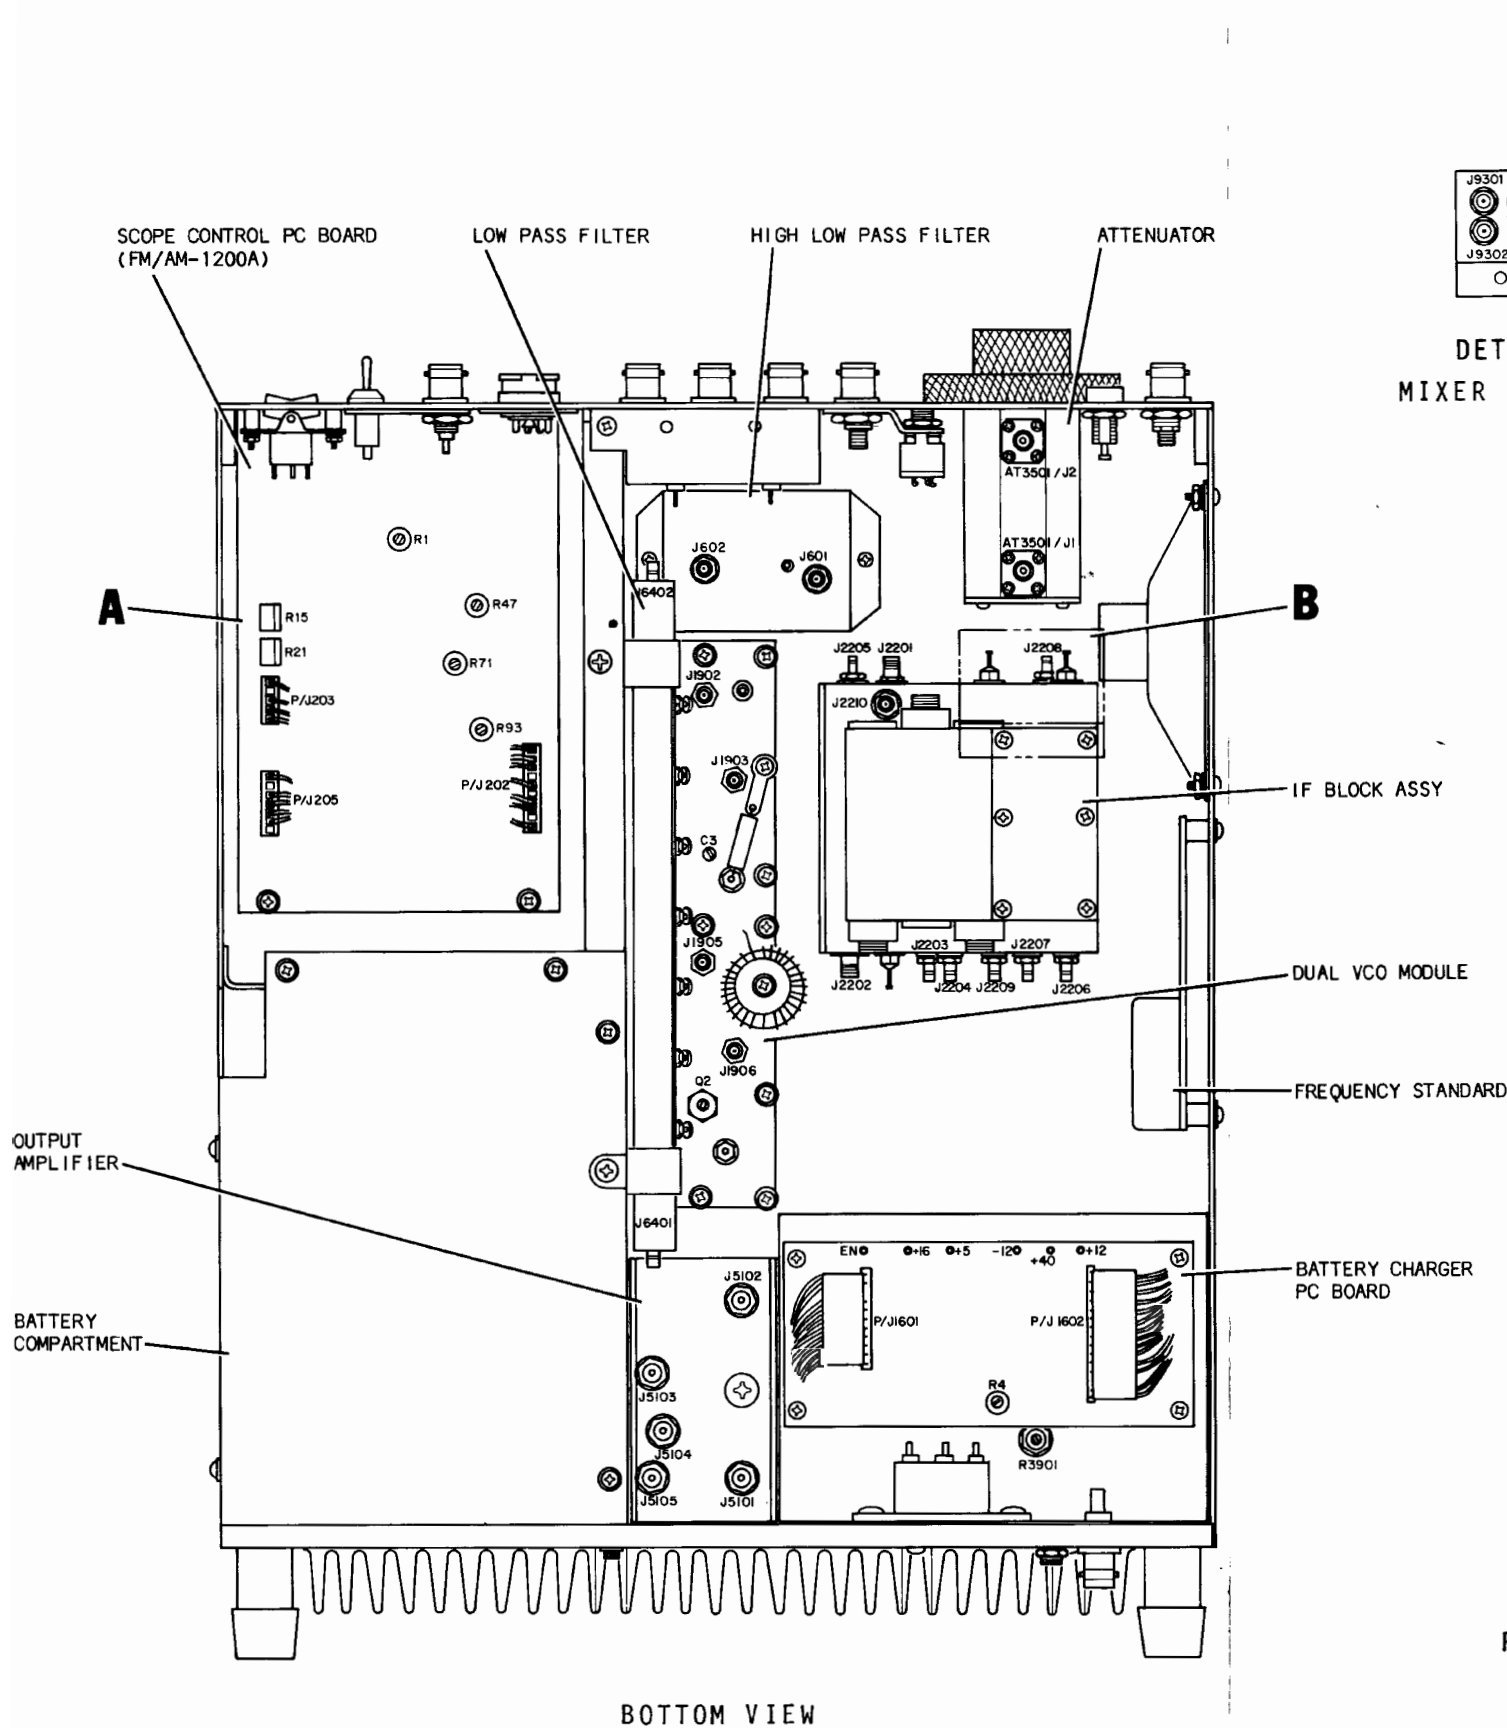 SCOPE CONTROL PC BOARD
(FM/AM-1200A)
LOW PASS FILTER
HIGH LOW PASS FILTER
ATTENUATOR
J9301
J9302
DET
MIXER
AT3501/J2
R1
J602
J601
AT3501/J1
J6402
A
R15
R47
B
R21
R71
J2205
J2201
J2208
J1902
P/J203
J2210
R93
J1903
P/J202
P/J205
IF BLOCK ASSY
C3
J1905
J2203
J2207
J2202
J2204
J2209
J2206
DUAL VCO MODULE
J1906
Q2
FREQUENCY STANDARD
OUTPUT
AMPLIFIER
J6401
EN
+16
+5
-12
+40
+12
J5102
BATTERY CHARGER
PC BOARD
P/J1601
P/J1602
BATTERY
COMPARTMENT
R4
J5103
J5104
R3901
J5105
J5101
BOTTOM VIEW